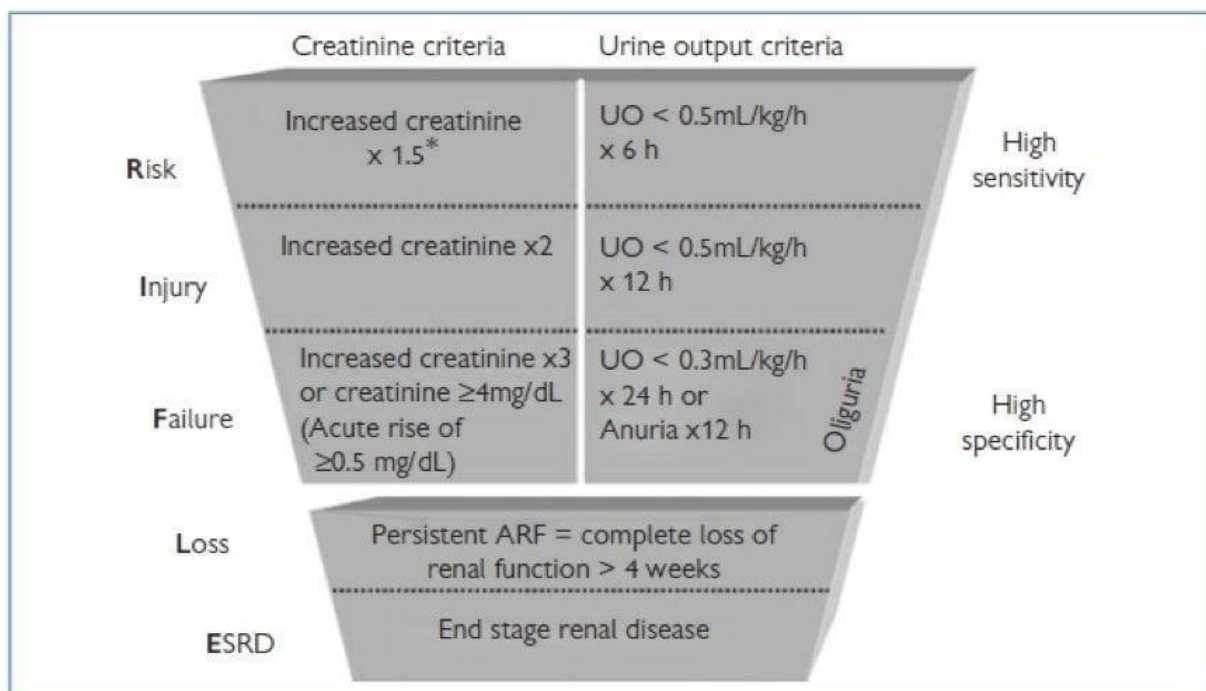 Creatinine criteria
Urine output criteria
Risk
Increased creatinine
x 1.5*
UO < 0.5mL/kg/h
x 6 h
High
sensitivity
Injury
Increased creatinine x2
UO < 0.5mL/kg/h
x 12 h
Failure
Increased creatinine x3
or creatinine ≥4mg/dL
(Acute rise of
≥0.5 mg/dL)
UO < 0.3mL/kg/h
x 24 h or
Anuria x12 h
Oliguria
High
specificity
Loss
Persistent ARF = complete loss of
renal function > 4 weeks
ESRD
End stage renal disease